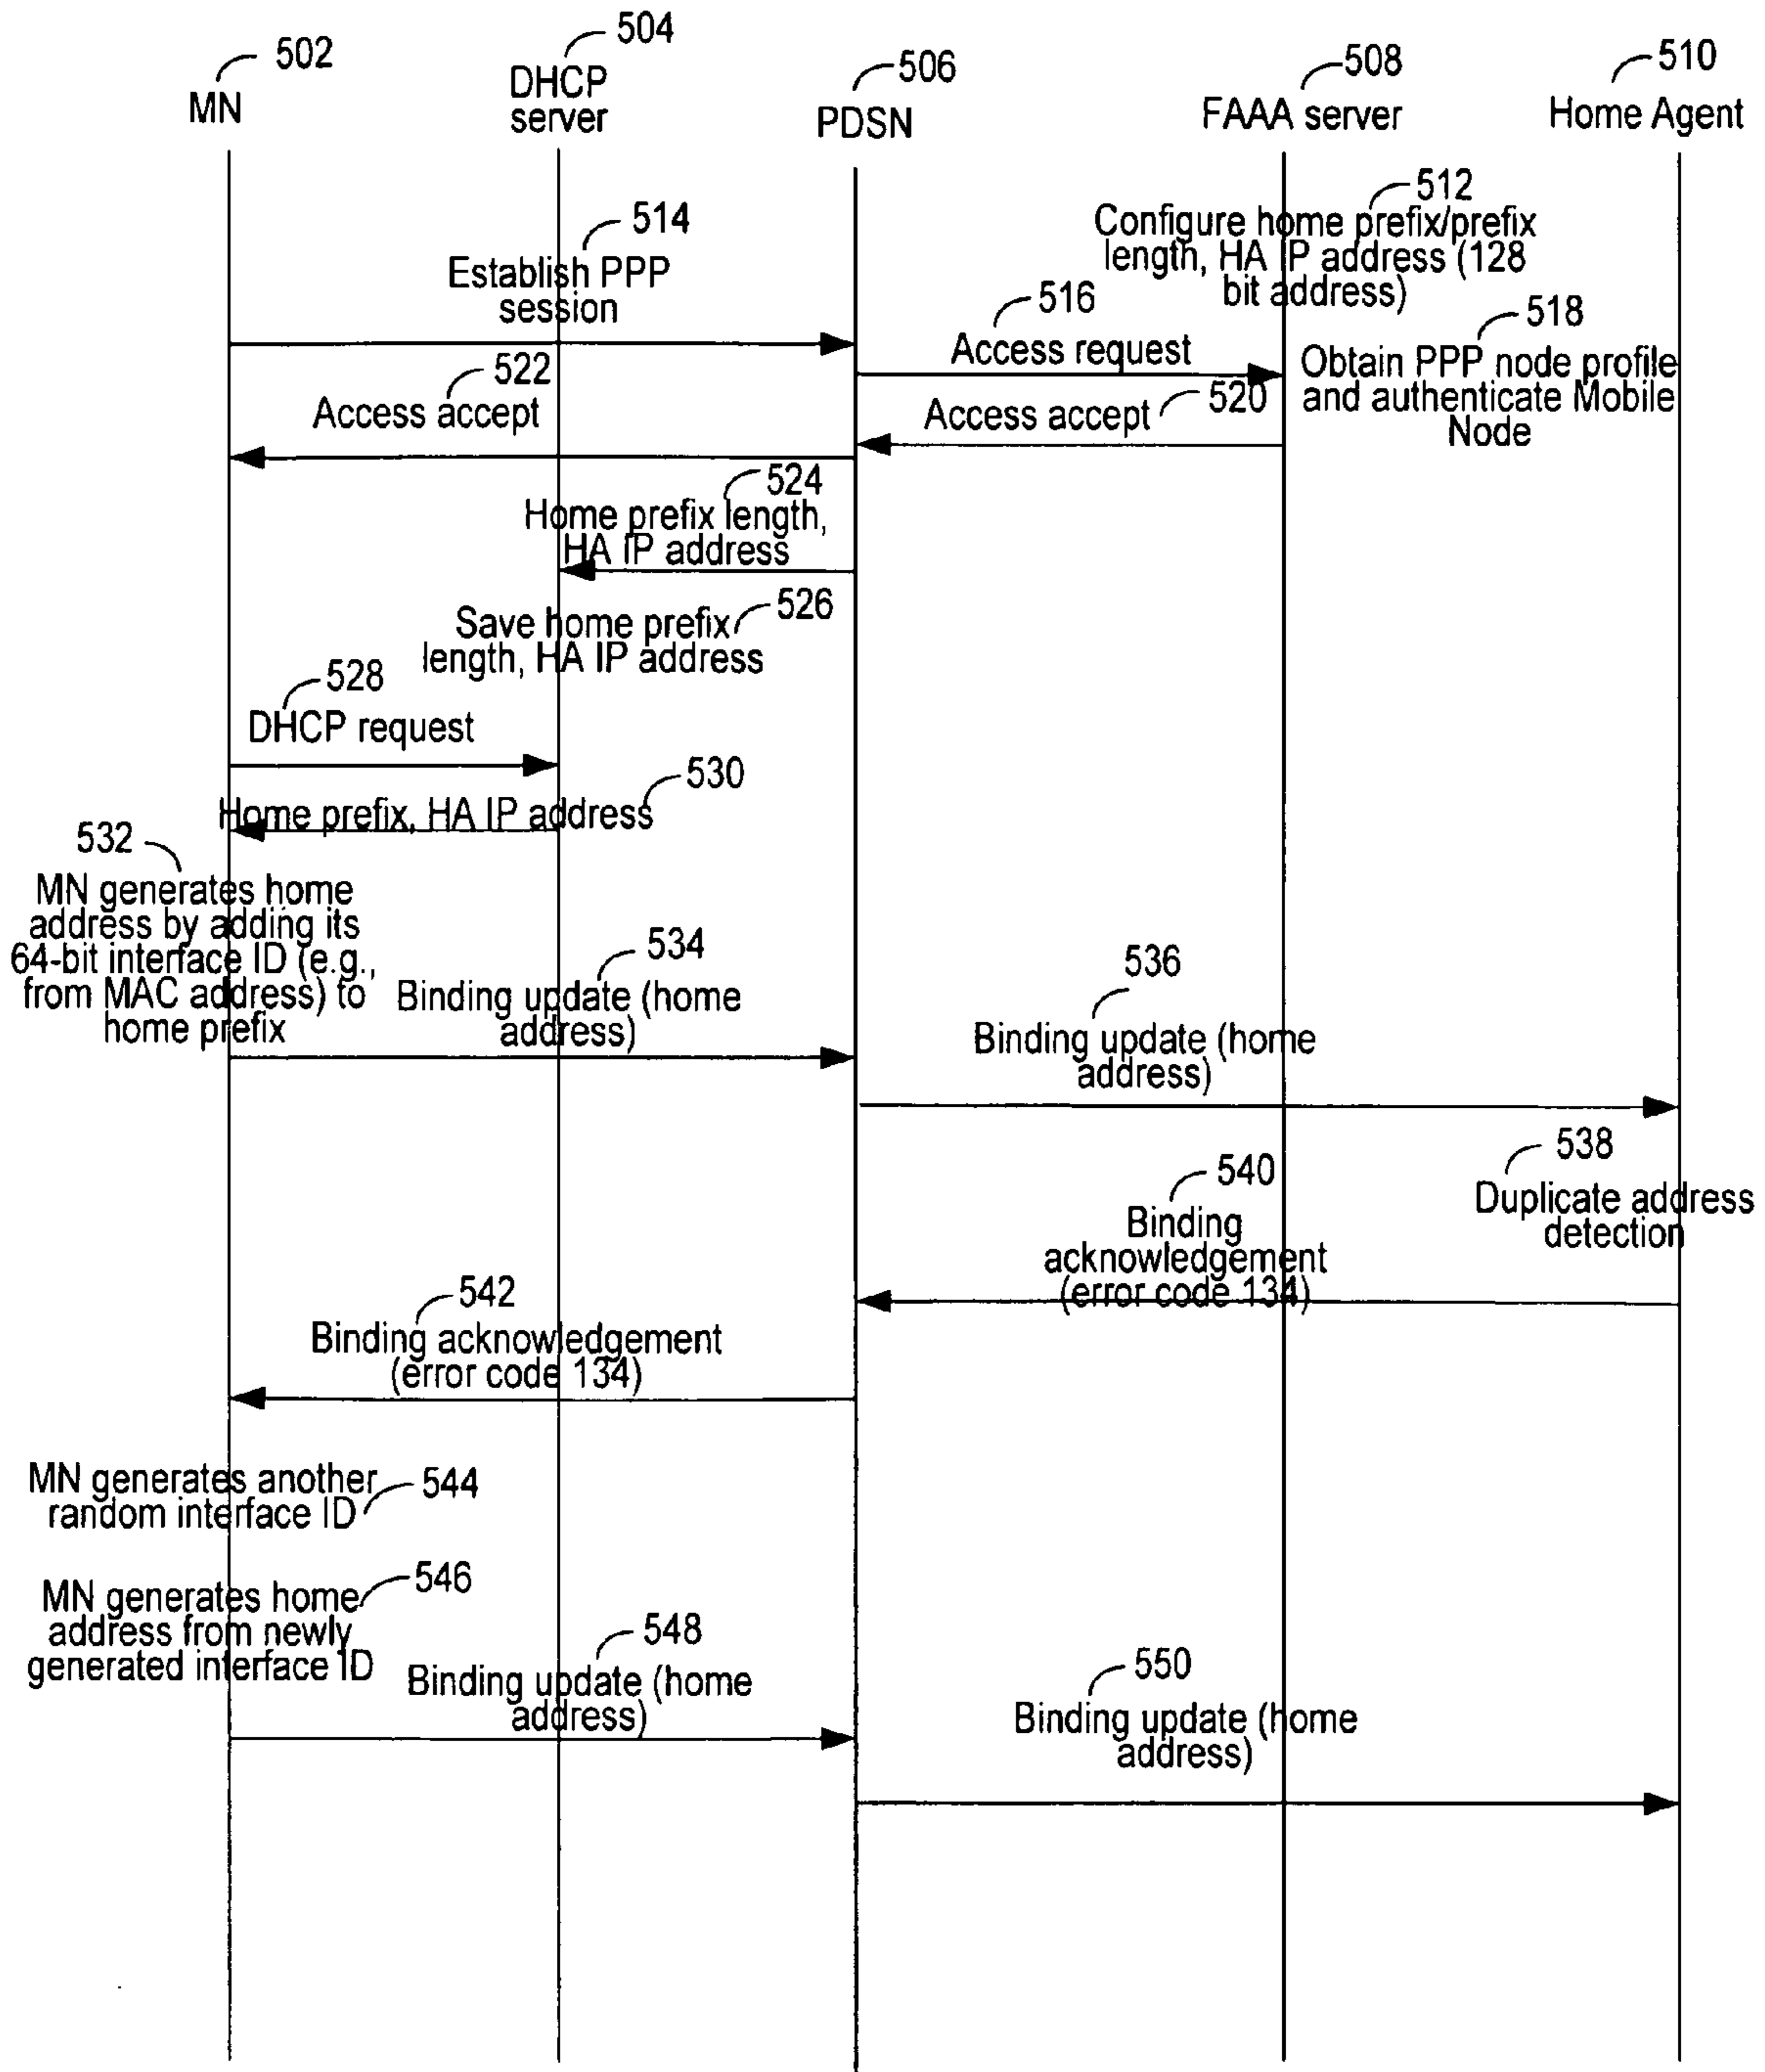 502
MN
504
DHCP
server
506
PDSN
508
FAAA server
510
Home Agent
512
Configure home prefix/prefix
length, HA IP address (128
bit address)
514
Establish PPP
session
516
Access request
518
Obtain PPP node profile
and authenticate Mobile
Node
520
Access accept
522
Access accept
524
Home prefix length,
HA IP address
526
Save home prefix
length, HA IP address
528
DHCP request
530
Home prefix, HA IP address
532
MN generates home
address by adding its
64-bit interface ID (e.g.,
from MAC address) to
home prefix
534
Binding update (home
address)
536
Binding update (home
address)
538
Duplicate address
detection
540
Binding
acknowledgement
(error code 134)
542
Binding acknowledgement
(error code 134)
544
MN generates another
random interface ID
546
MN generates home
address from newly
generated interface ID
548
Binding update (home
address)
550
Binding update (home
address)